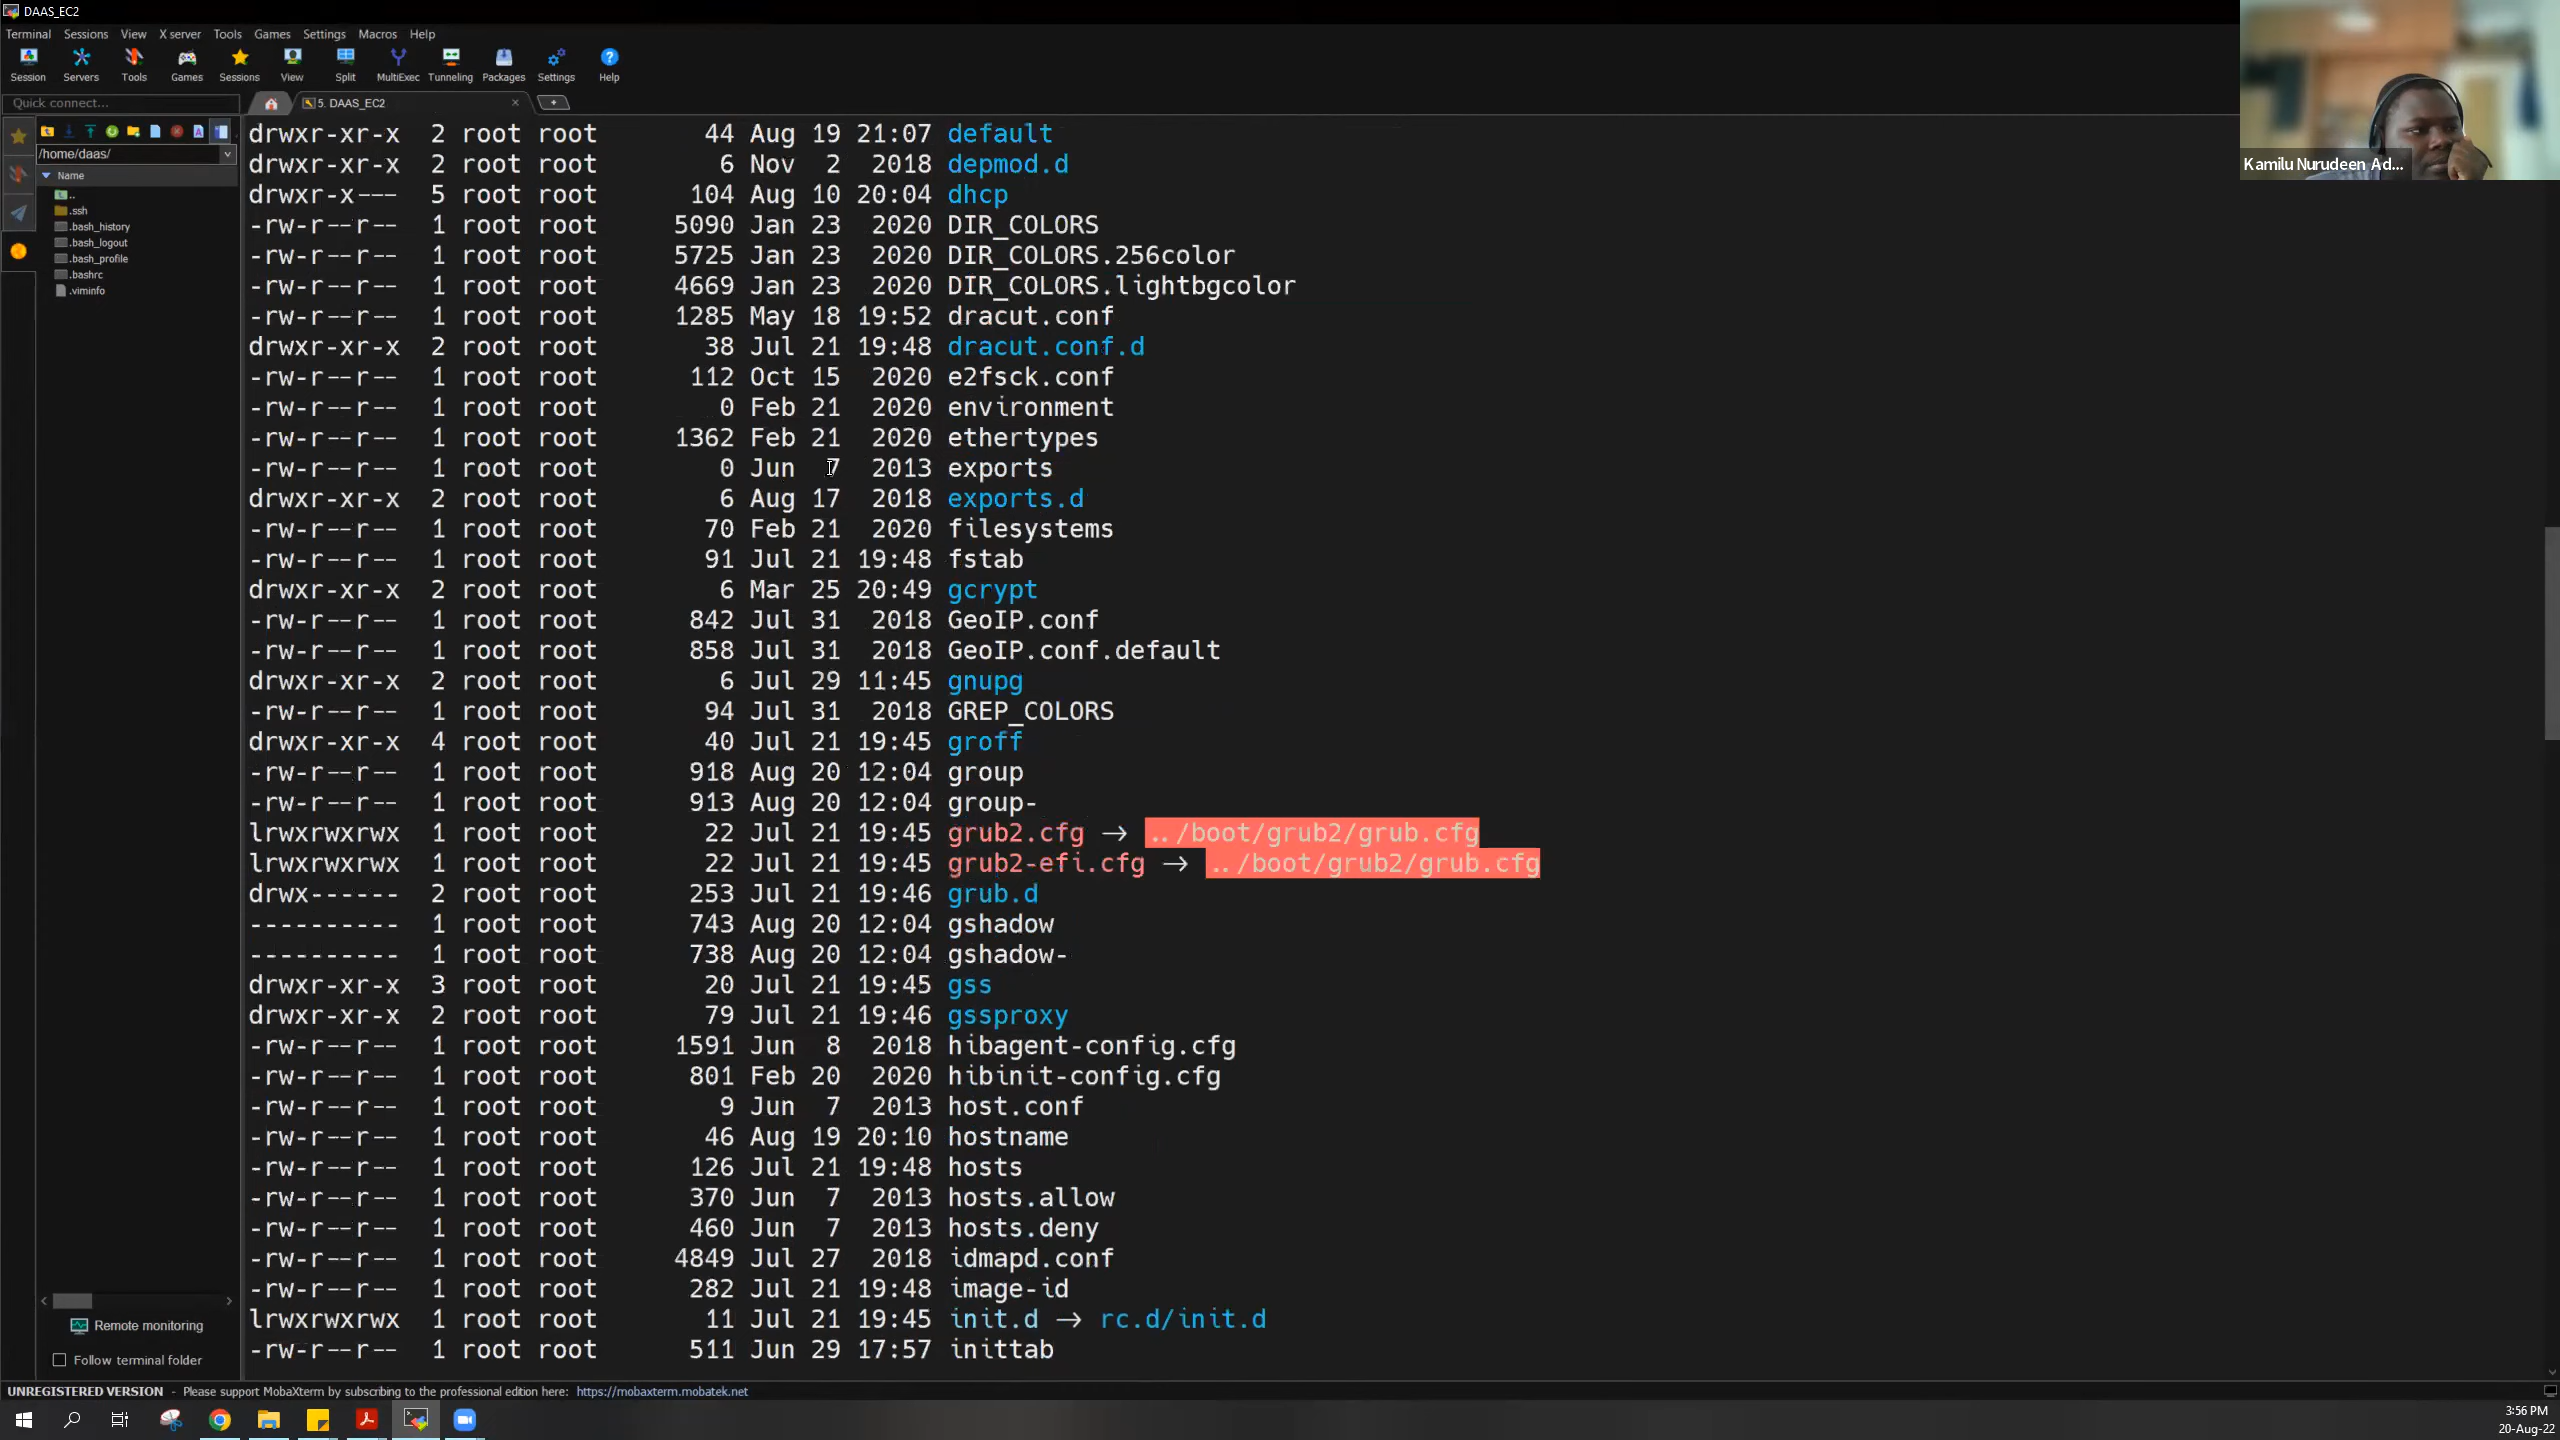 DAAS_EC2
Terminal Sessions View X server Tools Games Settings Macros Help
Session Servers Tools Games Sessions View Split MultiExec Tunneling Packages Settings Help
Quick connect...
5. DAAS_EC2
/home/daas/
Name
..
.ssh
.bash_history
.bash_logout
.bash_profile
.bashrc
.viminfo
Remote monitoring
Follow terminal folder
drwxr-xr-x 2 root root 44 Aug 19 21:07 default
drwxr-xr-x 2 root root 6 Nov 2 2018 depmod.d
drwxr-x--- 5 root root 104 Aug 10 20:04 dhcp
-rw-r--r-- 1 root root 5090 Jan 23 2020 DIR_COLORS
-rw-r--r-- 1 root root 5725 Jan 23 2020 DIR_COLORS.256color
-rw-r--r-- 1 root root 4669 Jan 23 2020 DIR_COLORS.lightbgcolor
-rw-r--r-- 1 root root 1285 May 18 19:52 dracut.conf
drwxr-xr-x 2 root root 38 Jul 21 19:48 dracut.conf.d
-rw-r--r-- 1 root root 112 Oct 15 2020 e2fsck.conf
-rw-r--r-- 1 root root 0 Feb 21 2020 environment
-rw-r--r-- 1 root root 1362 Feb 21 2020 ethertypes
-rw-r--r-- 1 root root 0 Jun 7 2013 exports
drwxr-xr-x 2 root root 6 Aug 17 2018 exports.d
-rw-r--r-- 1 root root 70 Feb 21 2020 filesystems
-rw-r--r-- 1 root root 91 Jul 21 19:48 fstab
drwxr-xr-x 2 root root 6 Mar 25 20:49 gcrypt
-rw-r--r-- 1 root root 842 Jul 31 2018 GeoIP.conf
-rw-r--r-- 1 root root 858 Jul 31 2018 GeoIP.conf.default
drwxr-xr-x 2 root root 6 Jul 29 11:45 gnupg
-rw-r--r-- 1 root root 94 Jul 31 2018 GREP_COLORS
drwxr-xr-x 4 root root 40 Jul 21 19:45 groff
-rw-r--r-- 1 root root 918 Aug 20 12:04 group
-rw-r--r-- 1 root root 913 Aug 20 12:04 group-
lrwxrwxrwx 1 root root 22 Jul 21 19:45 grub2.cfg → ../boot/grub2/grub.cfg
lrwxrwxrwx 1 root root 22 Jul 21 19:45 grub2-efi.cfg → ../boot/grub2/grub.cfg
drwx------ 2 root root 253 Jul 21 19:46 grub.d
---------- 1 root root 743 Aug 20 12:04 gshadow
---------- 1 root root 738 Aug 20 12:04 gshadow-
drwxr-xr-x 3 root root 20 Jul 21 19:45 gss
drwxr-xr-x 2 root root 79 Jul 21 19:46 gssproxy
-rw-r--r-- 1 root root 1591 Jun 8 2018 hibagent-config.cfg
-rw-r--r-- 1 root root 801 Feb 20 2020 hibinit-config.cfg
-rw-r--r-- 1 root root 9 Jun 7 2013 host.conf
-rw-r--r-- 1 root root 46 Aug 19 20:10 hostname
-rw-r--r-- 1 root root 126 Jul 21 19:48 hosts
-rw-r--r-- 1 root root 370 Jun 7 2013 hosts.allow
-rw-r--r-- 1 root root 460 Jun 7 2013 hosts.deny
-rw-r--r-- 1 root root 4849 Jul 27 2018 idmapd.conf
-rw-r--r-- 1 root root 282 Jul 21 19:48 image-id
lrwxrwxrwx 1 root root 11 Jul 21 19:45 init.d → rc.d/init.d
-rw-r--r-- 1 root root 511 Jun 29 17:57 inittab
Kamilu Nurudeen Ad...
UNREGISTERED VERSION - Please support MobaXterm by subscribing to the professional edition here: https://mobaxterm.mobatek.net
3:56 PM
20-Aug-22